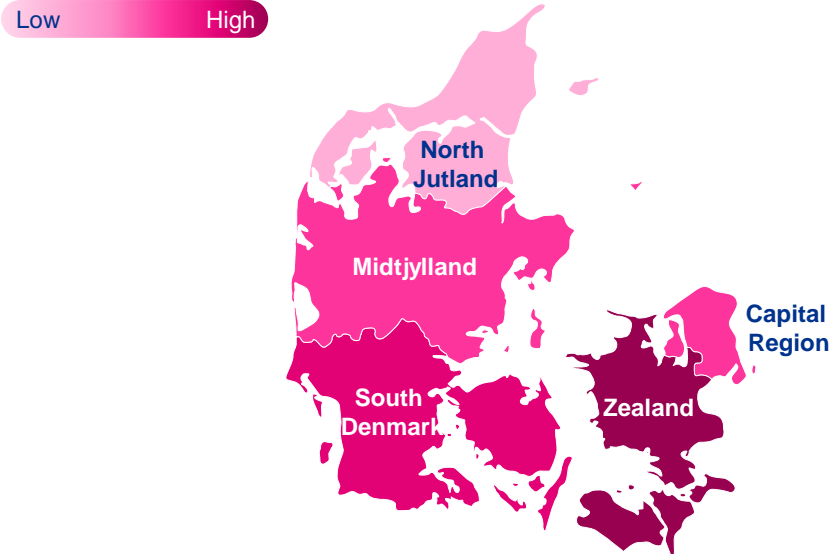 Low
High
North
Jutland
Midtjylland
Capital
Region
South
Denmark
Zealand